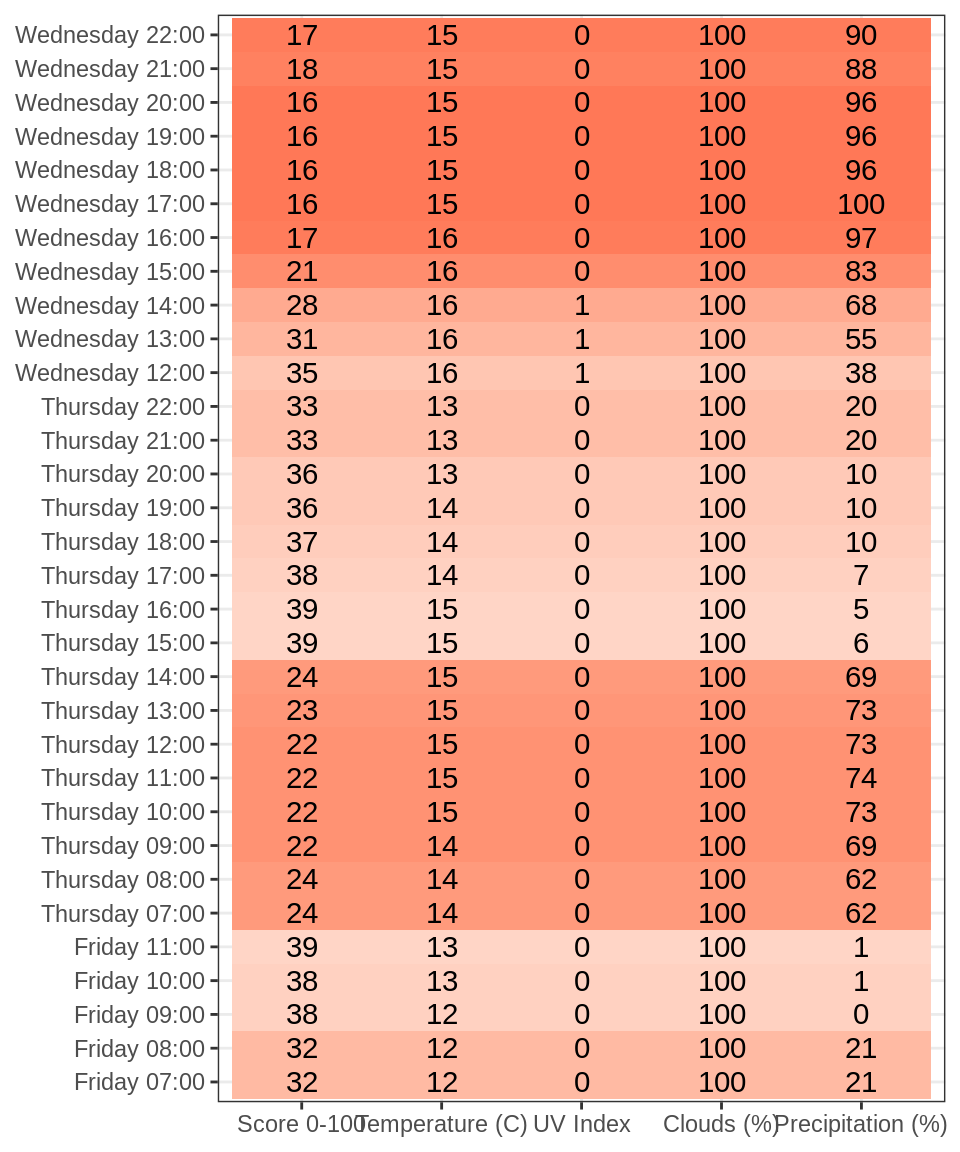 Wednesday 22:00 17 15 0 100 90
Wednesday 21:00 18 15 0 100 88
Wednesday 20:00 16 15 0 100 96
Wednesday 19:00 16 15 0 100 96
Wednesday 18:00 16 15 0 100 96
Wednesday 17:00 16 15 0 100 100
Wednesday 16:00 17 16 0 100 97
Wednesday 15:00 21 16 0 100 83
Wednesday 14:00 28 16 1 100 68
Wednesday 13:00 31 16 1 100 55
Wednesday 12:00 35 16 1 100 38
Thursday 22:00 33 13 0 100 20
Thursday 21:00 33 13 0 100 20
Thursday 20:00 36 13 0 100 10
Thursday 19:00 36 14 0 100 10
Thursday 18:00 37 14 0 100 10
Thursday 17:00 38 14 0 100 7
Thursday 16:00 39 15 0 100 5
Thursday 15:00 39 15 0 100 6
Thursday 14:00 24 15 0 100 69
Thursday 13:00 23 15 0 100 73
Thursday 12:00 22 15 0 100 73
Thursday 11:00 22 15 0 100 74
Thursday 10:00 22 15 0 100 73
Thursday 09:00 22 14 0 100 69
Thursday 08:00 24 14 0 100 62
Thursday 07:00 24 14 0 100 62
Friday 11:00 39 13 0 100 1
Friday 10:00 38 13 0 100 1
Friday 09:00 38 12 0 100 0
Friday 08:00 32 12 0 100 21
Friday 07:00 32 12 0 100 21
Score 0-100 Temperature (C) UV Index Clouds (%) Precipitation (%)